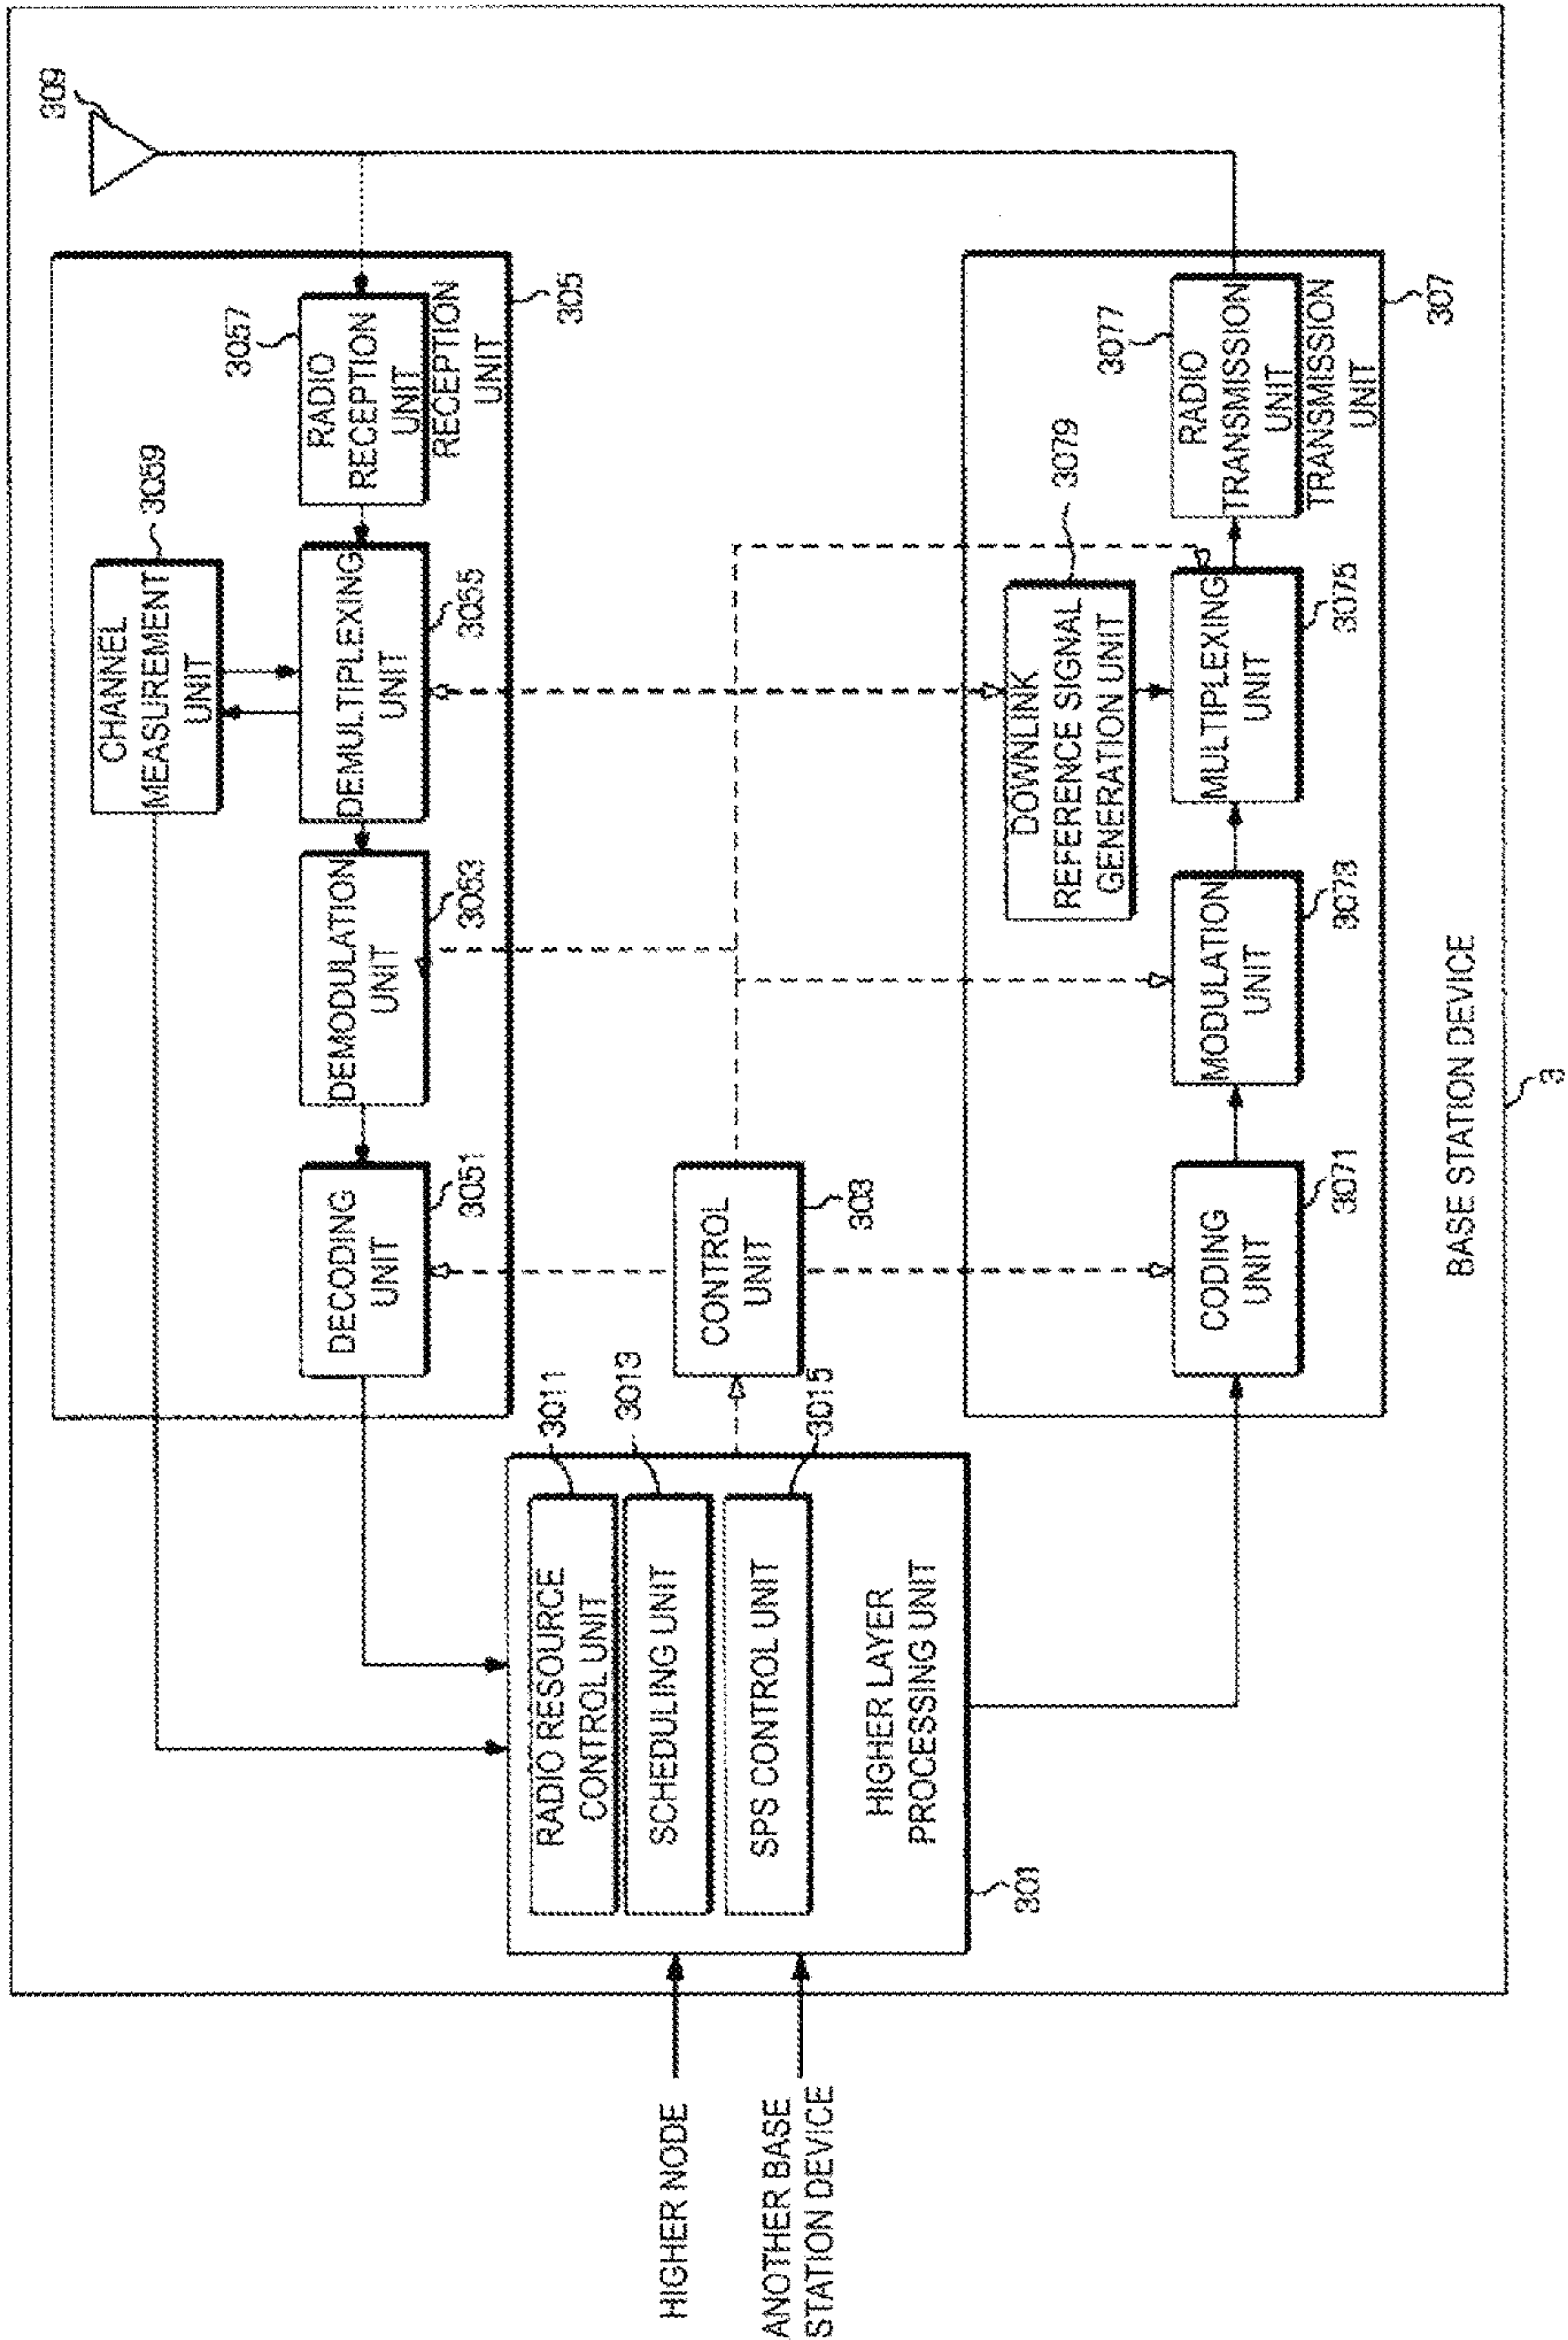 309
3059
CHANNEL
MEASUREMENT
UNIT
3057
RADIO
RECEPTION
UNIT
DEMULTIPLEXING
UNIT
DEMODULATION
UNIT
DECODING
UNIT
RECEPTION
UNIT
3055
3053
3051
305
HIGHER NODE
ANOTHER BASE
STATION DEVICE
RADIO RESOURCE
CONTROL UNIT
3011
SCHEDULING UNIT
3013
SPS CONTROL UNIT
3015
HIGHER LAYER
PROCESSING UNIT
301
CONTROL
UNIT
303
DOWNLINK
REFERENCE SIGNAL
GENERATION UNIT
3079
3077
CODING
UNIT
MODULATION
UNIT
MULTIPLEXING
UNIT
RADIO
TRANSMISSION
UNIT
TRANSMISSION
UNIT
3071
3073
3075
307
BASE STATION DEVICE
3